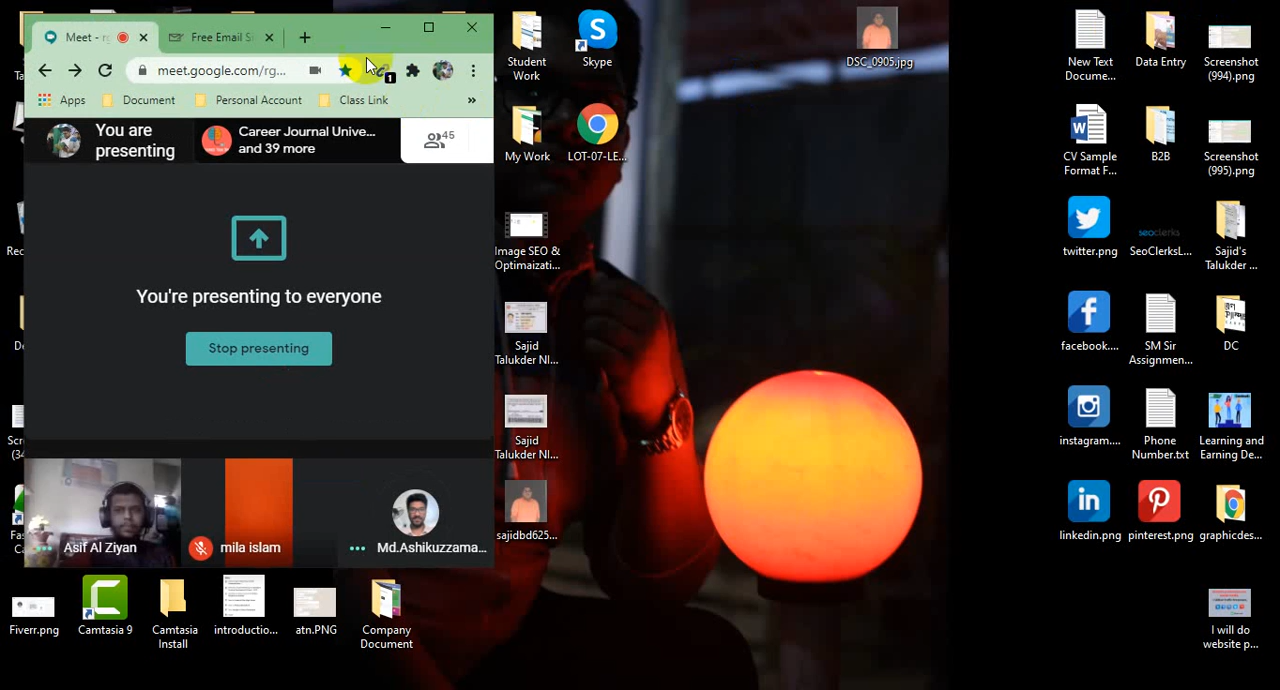 Meet - rg
Free Email S
meet.google.com/rg...
1
Apps
Document
Personal Account
Class Link
»
You are
presenting
Career Journal Unive...
and 39 more
45
You're presenting to everyone
Stop presenting
Asif Al Ziyan
mila islam
Md.Ashikuzzama...
Student
Work
Skype
My Work
LOT-07-LE...
Image SEO &
Optimaizati...
Sajid
Talukder NI...
Sajid
Talukder NI...
sajidbd625...
DSC_0905.jpg
New Text
Docume...
Data Entry
Screenshot
(994).png
CV Sample
Format F...
B2B
Screenshot
(995).png
twitter.png
seoclerks
SeoClerksL...
Sajid's
Talukder ...
facebook....
SM Sir
Assignmen...
DC
instagram....
Phone
Number.txt
Learning and
Earning De...
linkedin.png
pinterest.png
graphicdes...
I will do
website p...
Fiverr.png
Camtasia 9
Camtasia
Install
introductio...
atn.PNG
Company
Document